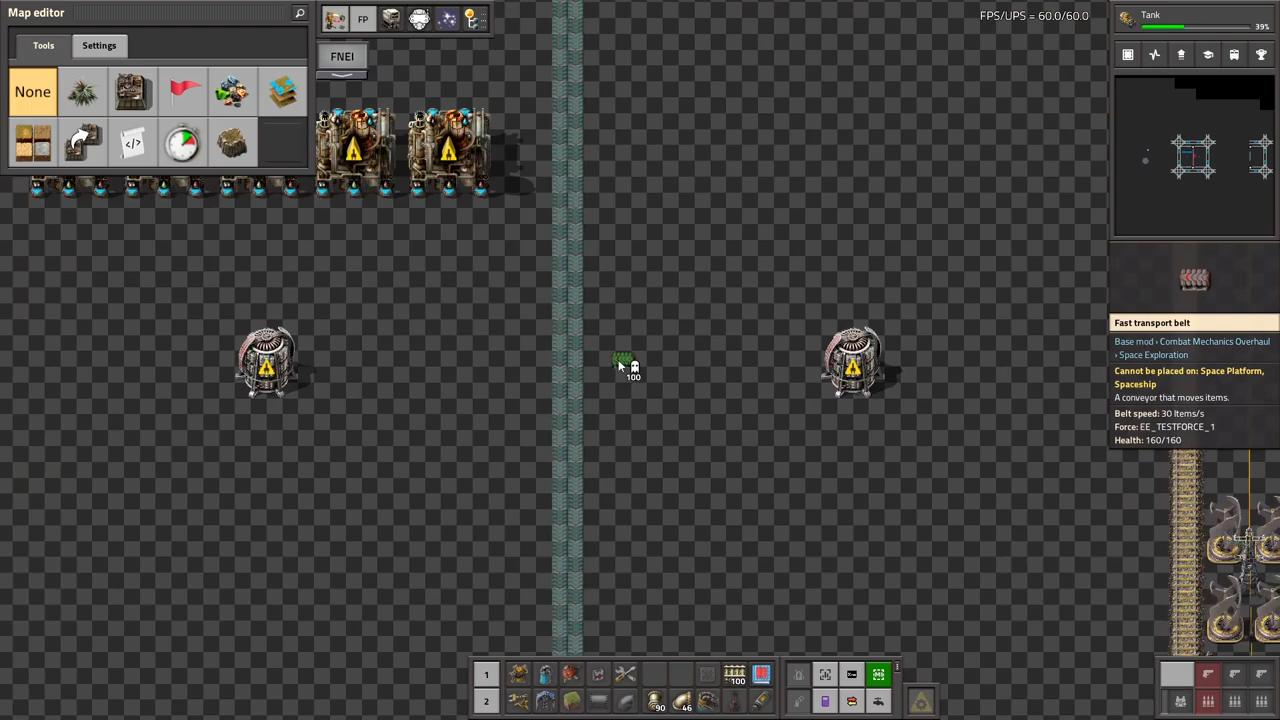 Map editor
FP
FPS/UPS = 60.0/60.0
Tank
39%
Tools
Settings
FNEI
None
</>
100
Fast transport belt
Base mod › Combat Mechanics Overhaul
› Space Exploration
Cannot be placed on: Space Platform,
Spaceship
A conveyor that moves items.
Belt speed: 30 Items/s
Force: EE_TESTFORCE_1
Health: 160/160
1
100
2
90
46